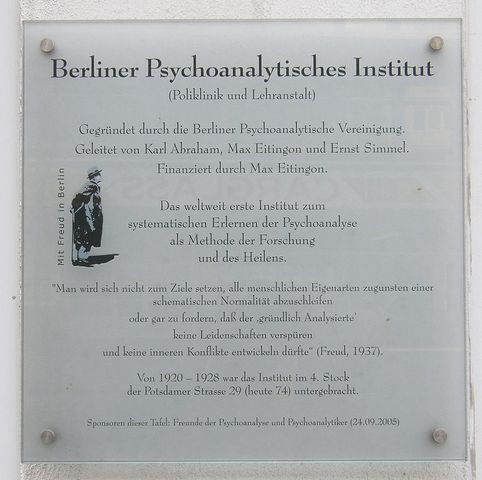 Berliner Psychoanalytisches Institut
(Poliklinik und Lehranstalt)
Gegründet durch die Berliner Psychoanalytische Vereinigung.
Geleitet von Karl Abraham, Max Eitingon und Ernst Simmel.
Finanziert durch Max Eitingon.
Mit Freud in Berlin
Das weltweit erste Institut zum
systematischen Erlernen der Psychoanalyse
als Methode der Forschung
und des Heilens.
"Man wird sich nicht zum Ziele setzen, alle menschlichen Eigenarten zugunsten einer
schematischen Normalität abzuschleifen
oder gar zu fordern, daß der ‚gründlich Analysierte'
keine Leidenschaften verspüren
und keine inneren Konflikte entwickeln dürfte" (Freud, 1937).
Von 1920 – 1928 war das Institut im 4. Stock
der Potsdamer Strasse 29 (heute 74) untergebracht.
Sponsoren dieser Tafel: Freunde der Psychoanalyse und Psychoanalytiker (24.09.2005)